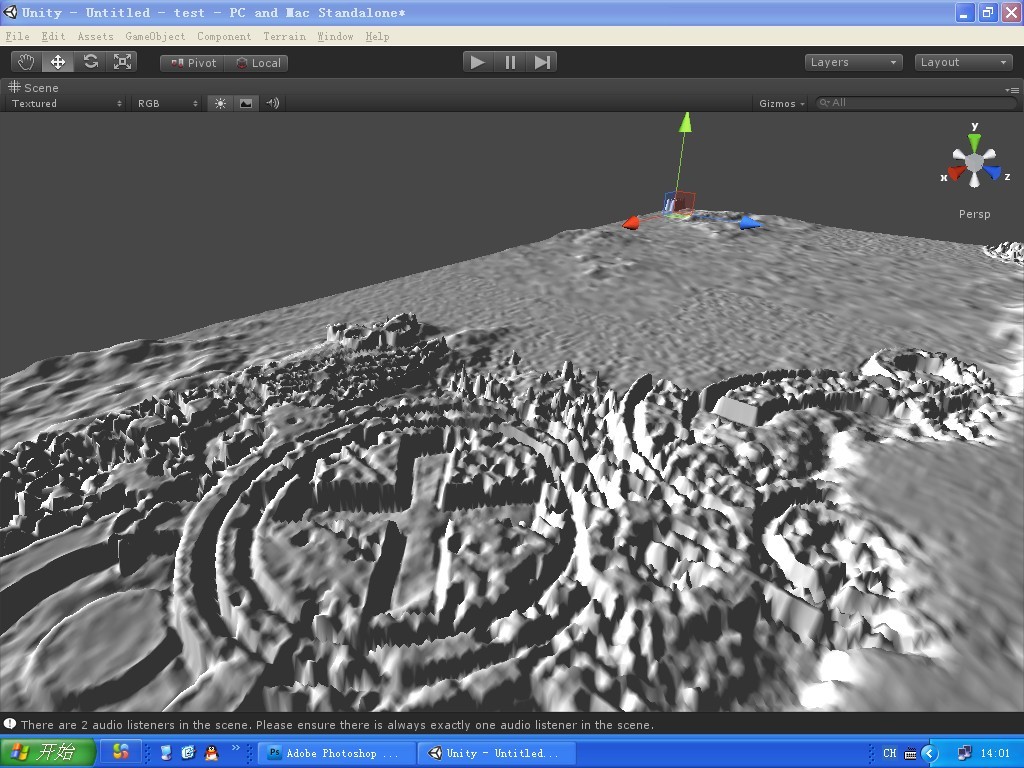 Unity - Untitled - test - PC and Mac Standalone*
File Edit Assets GameObject Component Terrain Window Help
Pivot Local Layers Layout
Scene
Textured RGB Gizmos All
y
x z
Persp
There are 2 audio listeners in the scene. Please ensure there is always exactly one audio listener in the scene.
开始 Ps Adobe Photoshop ... Unity - Untitled... CH 14:01